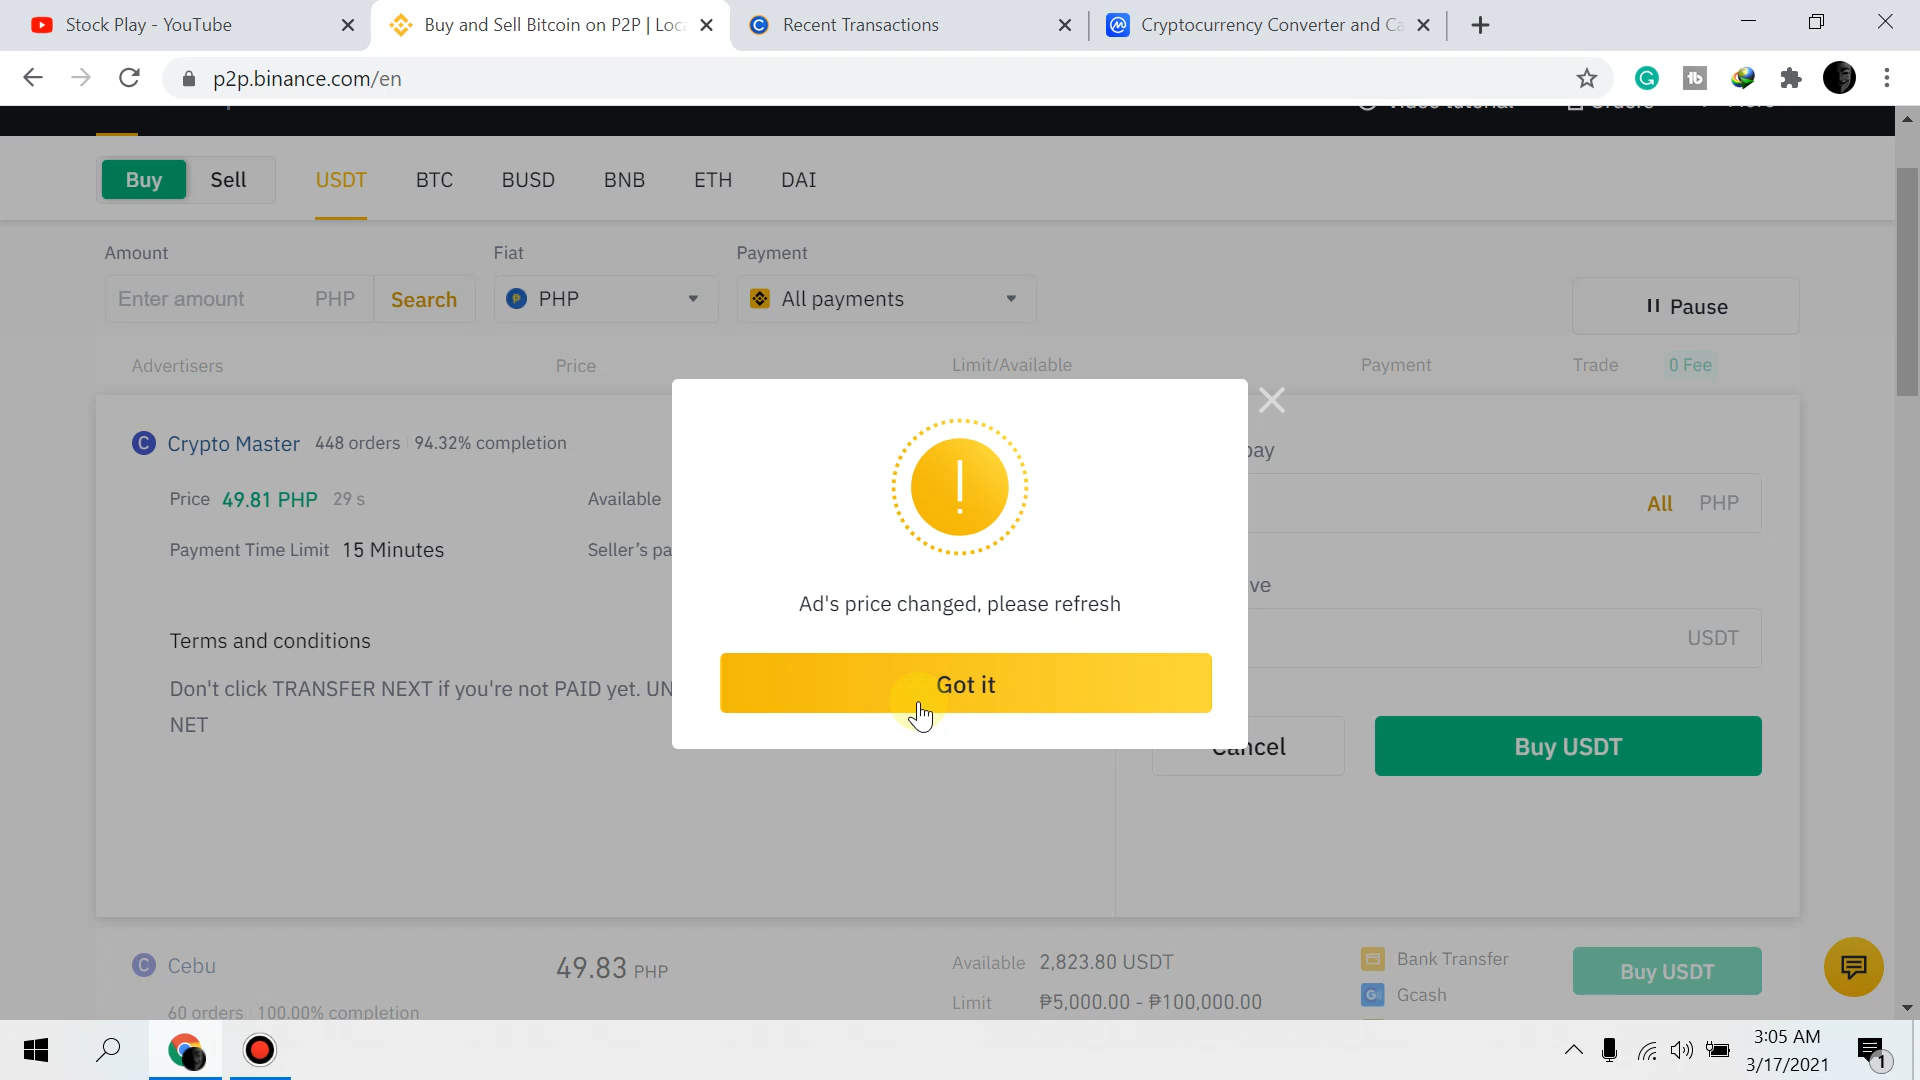 Stock Play - YouTube
Buy and Sell Bitcoin on P2P | Loca
Recent Transactions
Cryptocurrency Converter and Ca
p2p.binance.com/en
Buy Sell USDT BTC BUSD BNB ETH DAI
Amount Fiat Payment
Enter amount PHP Search PHP All payments Pause
Advertisers Price Limit/Available Payment Trade 0 Fee
C Crypto Master 448 orders 94.32% completion
pay
Price 49.81 PHP 29 s Available
All PHP
Payment Time Limit 15 Minutes Seller's pa
ve
Ad's price changed, please refresh
Terms and conditions
USDT
Don't click TRANSFER NEXT if you're not PAID yet. UN
NET
Got it
Cancel Buy USDT
C Cebu 49.83 PHP Available 2,823.80 USDT Bank Transfer Buy USDT
60 orders 100.00% completion Limit ₱5,000.00 - ₱100,000.00 Gcash
3:05 AM
3/17/2021
1